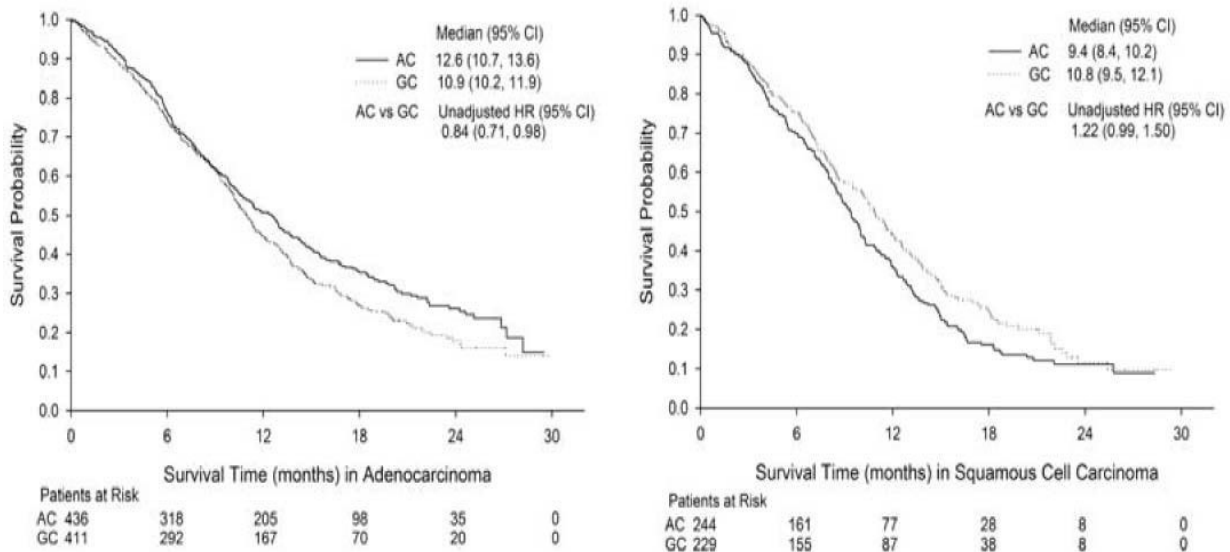 Median (95% CI)
AC 12.6 (10.7, 13.6)
GC 10.9 (10.2, 11.9)
AC vs GC Unadjusted HR (95% CI)
0.84 (0.71, 0.98)
Survival Probability
1.0
0.9
0.8
0.7
0.6
0.5
0.4
0.3
0.2
0.1
0.0
0 6 12 18 24 30
Survival Time (months) in Adenocarcinoma
Patients at Risk
AC 436 318 205 98 35 0
GC 411 292 167 70 20 0
Median (95% CI)
AC 9.4 (8.4, 10.2)
GC 10.8 (9.5, 12.1)
AC vs GC Unadjusted HR (95% CI)
1.22 (0.99, 1.50)
Survival Probability
1.0
0.9
0.8
0.7
0.6
0.5
0.4
0.3
0.2
0.1
0.0
0 6 12 18 24 30
Survival Time (months) in Squamous Cell Carcinoma
Patients at Risk
AC 244 161 77 28 8 0
GC 229 155 87 38 8 0